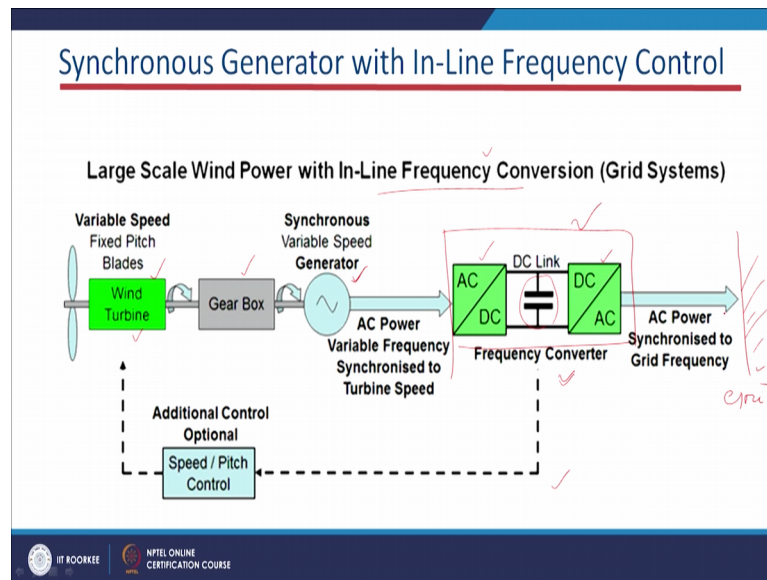 Synchronous Generator with In-Line Frequency Control
Large Scale Wind Power with In-Line Frequency Conversion (Grid Systems)
Variable Speed
Fixed Pitch
Blades
Wind
Turbine
Gear Box
Synchronous
Variable Speed
Generator
AC Power
Variable Frequency
Synchronised to
Turbine Speed
AC
DC
DC Link
DC
AC
Frequency Converter
AC Power
Synchronised to
Grid Frequency
Additional Control
Optional
Speed / Pitch
Control
IIT ROORKEE
NPTEL ONLINE
CERTIFICATION COURSE